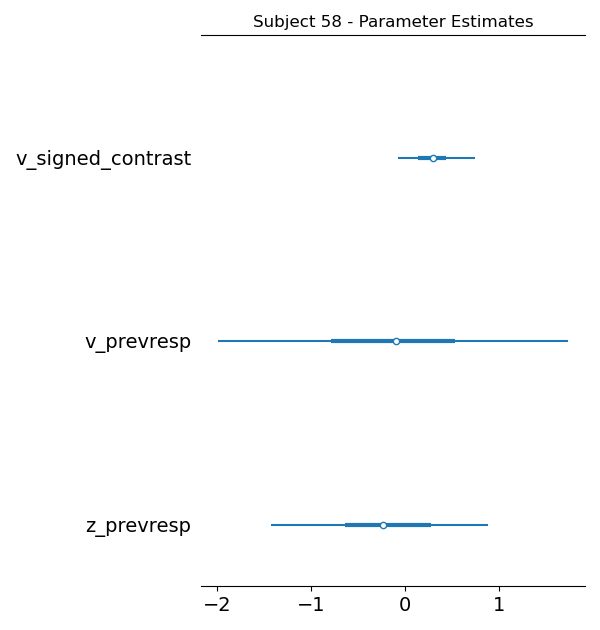 Subject 58 - Parameter Estimates
v_signed_contrast
v_prevresp
z_prevresp
−2 −1 0 1